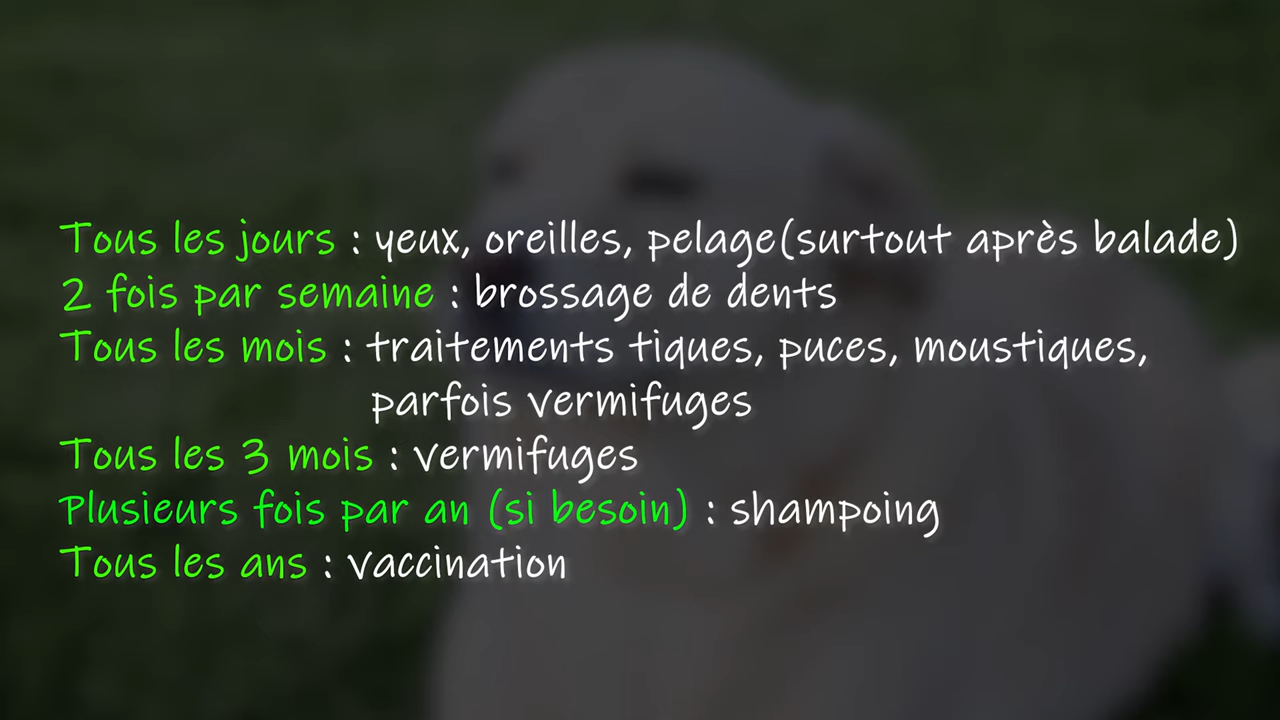 Tous les jours : yeux, oreilles, pelage(surtout après balade)
2 fois par semaine : brossage de dents
Tous les mois : traitements tiques, puces, moustiques,
parfois vermifuges
Tous les 3 mois : vermifuges
Plusieurs fois par an (si besoin) : shampoing
Tous les ans : vaccination